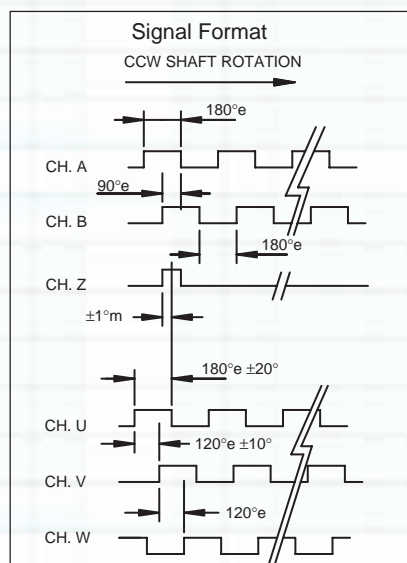 Signal Format
CCW SHAFT ROTATION
180°e
CH. A
90°e
CH. B
180°e
CH. Z
±1°m
180°e ±20°
CH. U
120°e ±10°
CH. V
120°e
CH. W